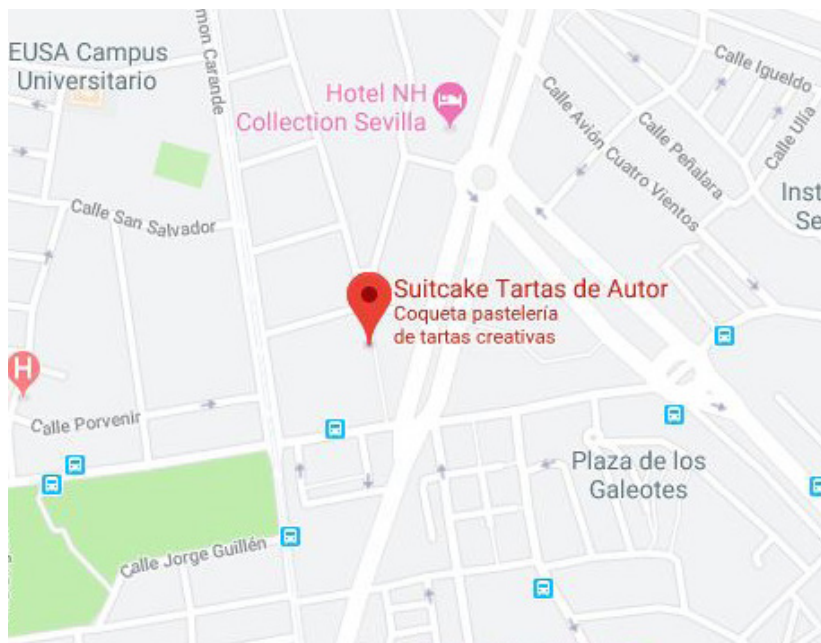 EUSA Campus
Universitario
mon Carande
Hotel NH
Collection Sevilla
Calle Igueldo
Calle Ulía
Calle Peñalara
Calle Avión Cuatro Vientos
Inst
Se
Calle San Salvador
Suitcake Tartas de Autor
Coqueta pastelería
de tartas creativas
H
Calle Porvenir
Plaza de los
Galeotes
Calle Jorge Guillén